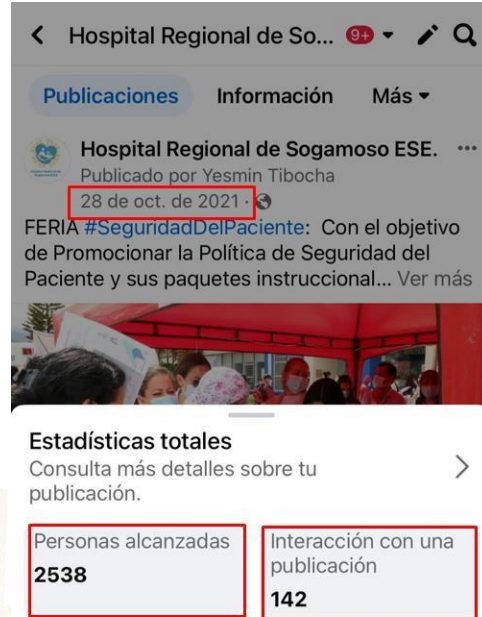 Hospital Regional de So... 9+
Publicaciones Información Más
Hospital Regional de Sogamoso ESE. ...
Publicado por Yesmin Tibocha
28 de oct. de 2021 ·
FERIA #SeguridadDelPaciente: Con el objetivo
de Promocionar la Política de Seguridad del
Paciente y sus paquetes instruccional... Ver más
Estadísticas totales
Consulta más detalles sobre tu
publicación.
Personas alcanzadas
2538
Interacción con una
publicación
142